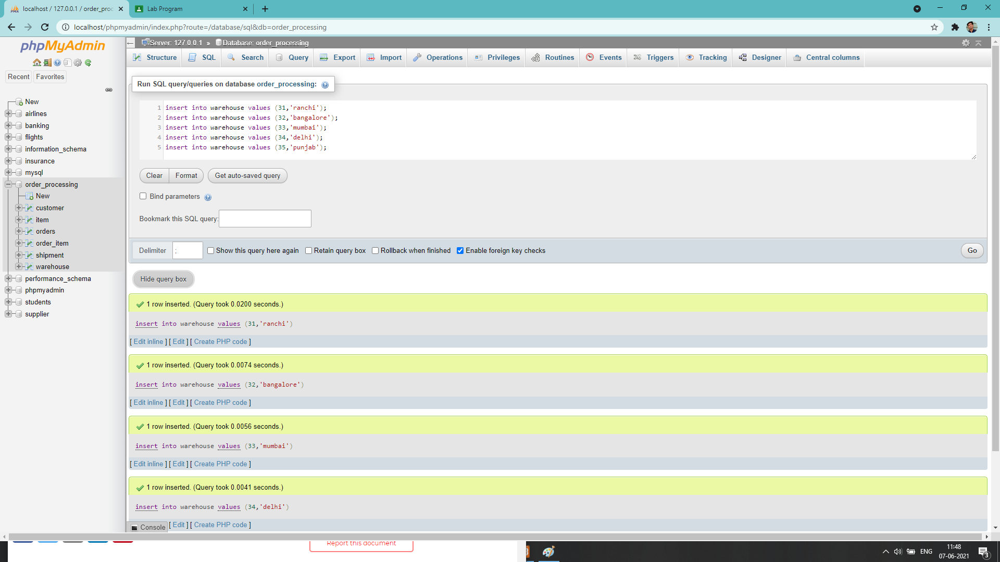 localhost / 127.0.0.1 / order_proc
Lab Program
localhost/phpmyadmin/index.php?route=/database/sql&db=order_processing
phpMyAdmin
Recent
Favorites
New
airlines
banking
flights
information_schema
insurance
mysql
order_processing
New
customer
item
orders
order_item
shipment
warehouse
performance_schema
phpmyadmin
students
supplier
Server: 127.0.0.1 » Database: order_processing
Structure SQL Search Query Export Import Operations Privileges Routines Events Triggers Tracking Designer Central columns
Run SQL query/queries on database order_processing:
1 insert into warehouse values (31,'ranchi');
2 insert into warehouse values (32,'bangalore');
3 insert into warehouse values (33,'mumbai');
4 insert into warehouse values (34,'delhi');
5 insert into warehouse values (35,'punjab');
Clear Format Get auto-saved query
Bind parameters
Bookmark this SQL query:
Delimiter ; Show this query here again Retain query box Rollback when finished Enable foreign key checks Go
Hide query box
1 row inserted. (Query took 0.0200 seconds.)
insert into warehouse values (31,'ranchi')
[ Edit inline ] [ Edit ] [ Create PHP code ]
1 row inserted. (Query took 0.0074 seconds.)
insert into warehouse values (32,'bangalore')
[ Edit inline ] [ Edit ] [ Create PHP code ]
1 row inserted. (Query took 0.0056 seconds.)
insert into warehouse values (33,'mumbai')
[ Edit inline ] [ Edit ] [ Create PHP code ]
1 row inserted. (Query took 0.0041 seconds.)
insert into warehouse values (34,'delhi')
[ Edit ] [ Create PHP code ]
Console
Report this document
ENG
11:48
07-06-2021
3